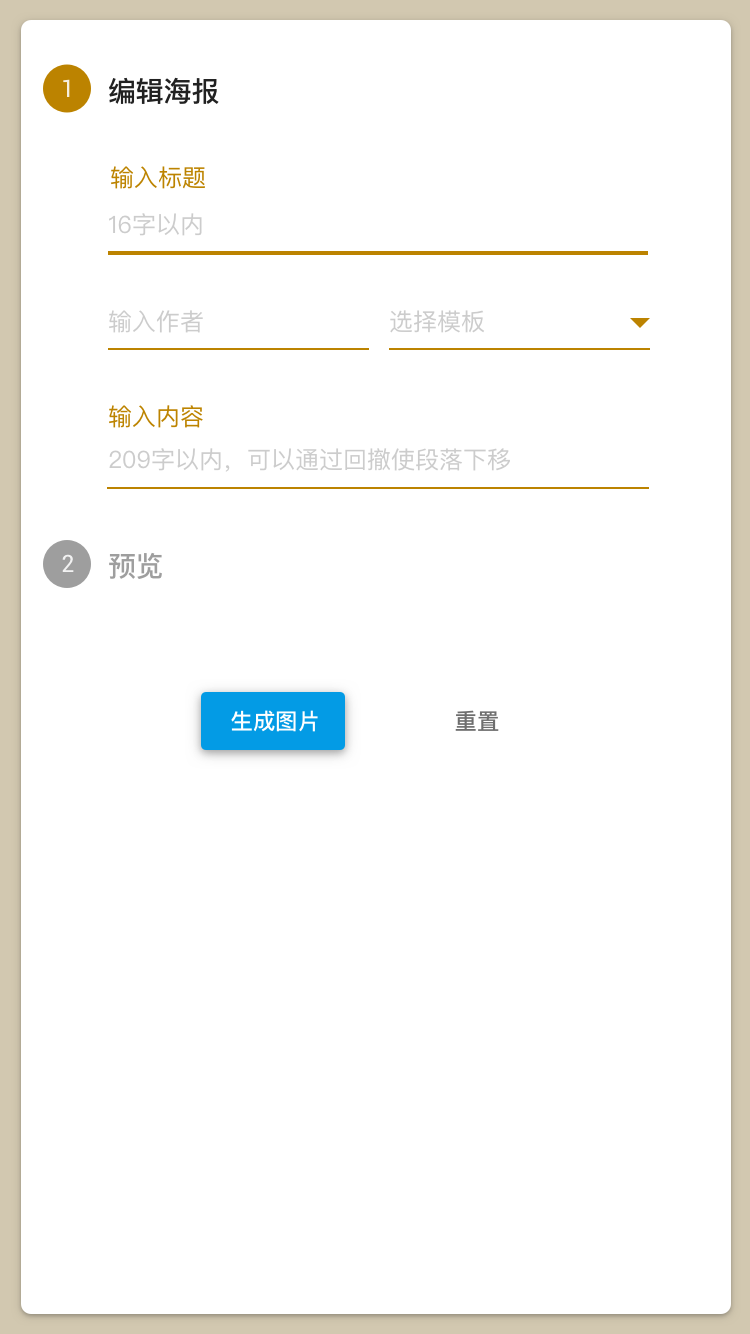 1 编辑海报
输入标题
16字以内
输入作者 选择模板
输入内容
209字以内，可以通过回撤使段落下移
2 预览
生成图片 重置